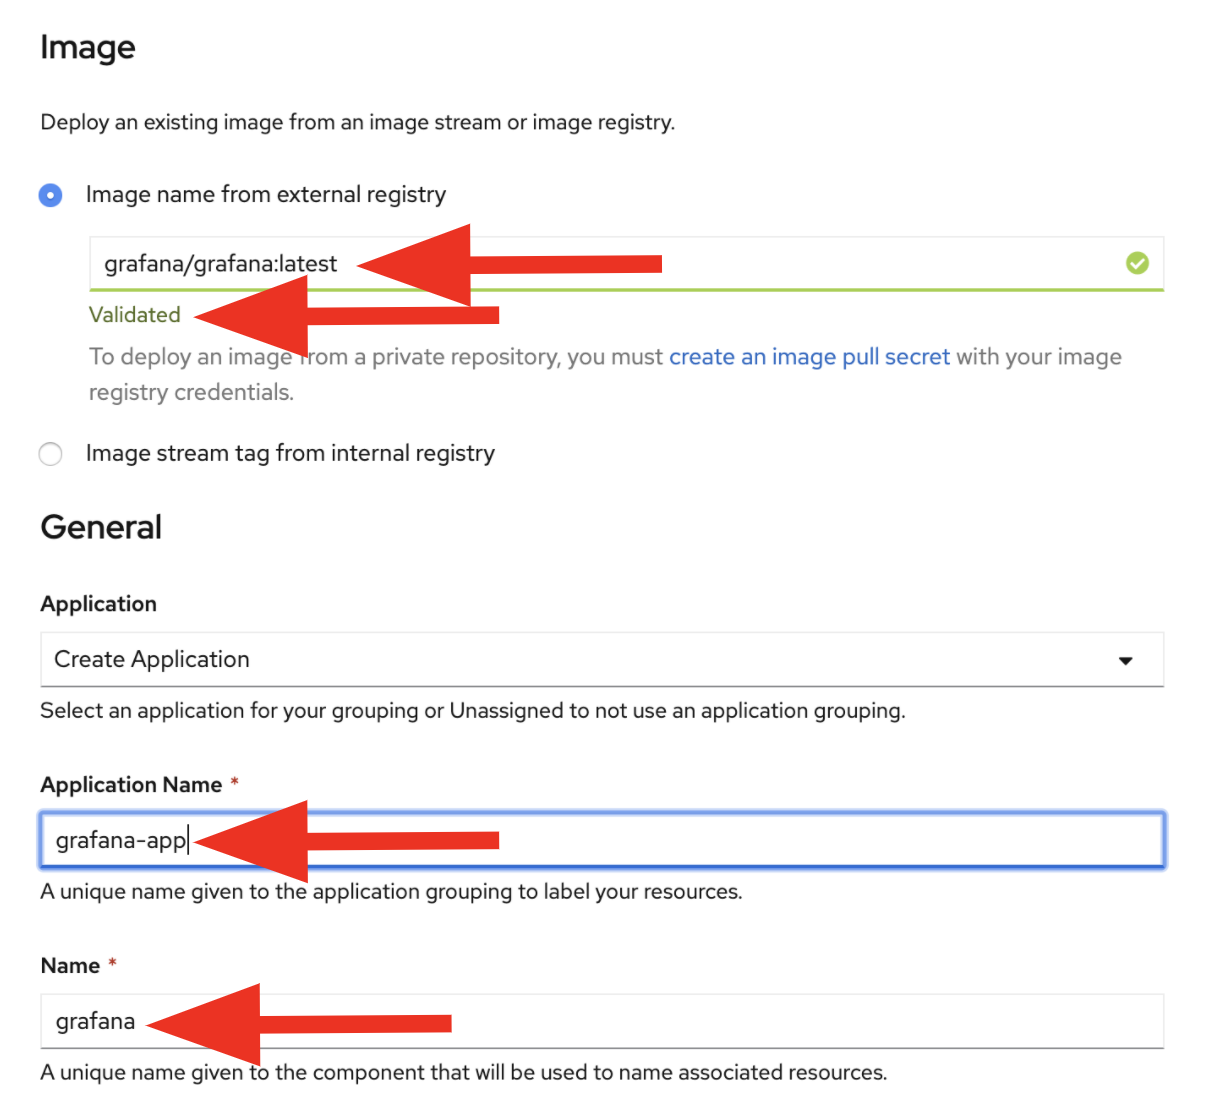 Image
Deploy an existing image from an image stream or image registry.
Image name from external registry
grafana/grafana:latest
Validated
To deploy an image from a private repository, you must create an image pull secret with your image
registry credentials.
Image stream tag from internal registry
General
Application
Create Application
Select an application for your grouping or Unassigned to not use an application grouping.
Application Name *
grafana-app
A unique name given to the application grouping to label your resources.
Name *
grafana
A unique name given to the component that will be used to name associated resources.